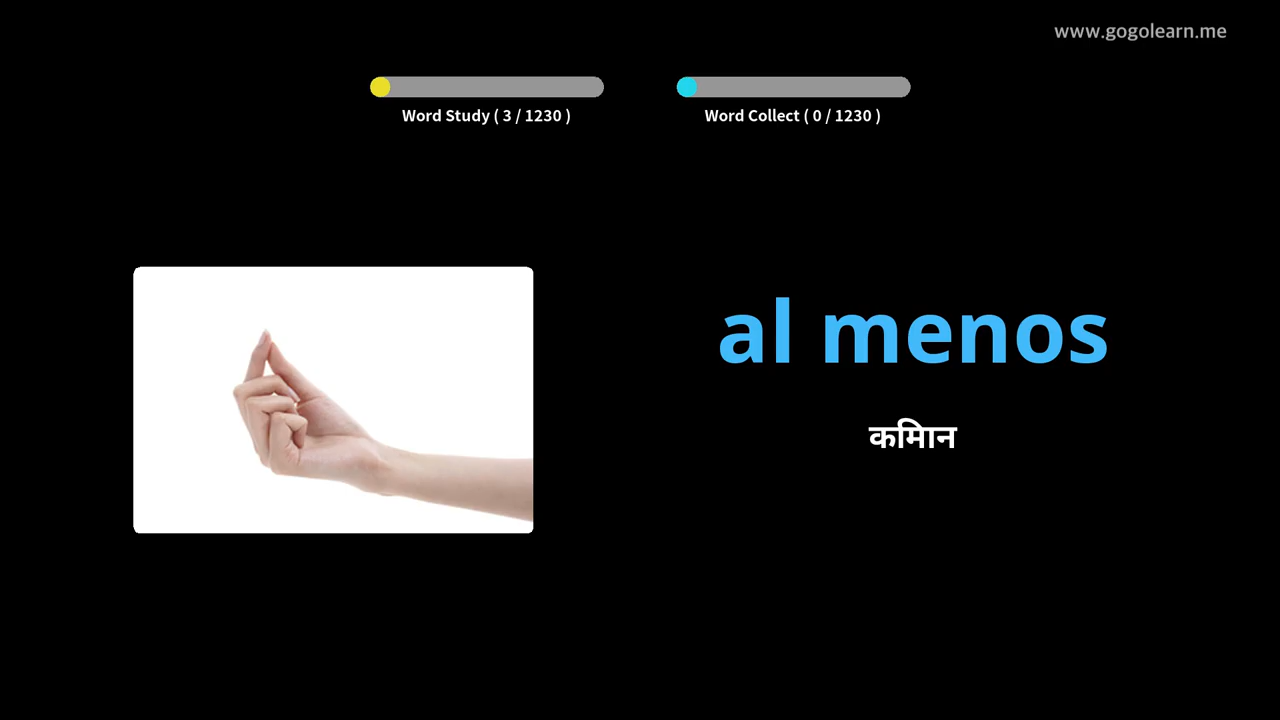 www.gogolearn.me
Word Study ( 3 / 1230 )
Word Collect ( 0 / 1230 )
al menos
कमिान